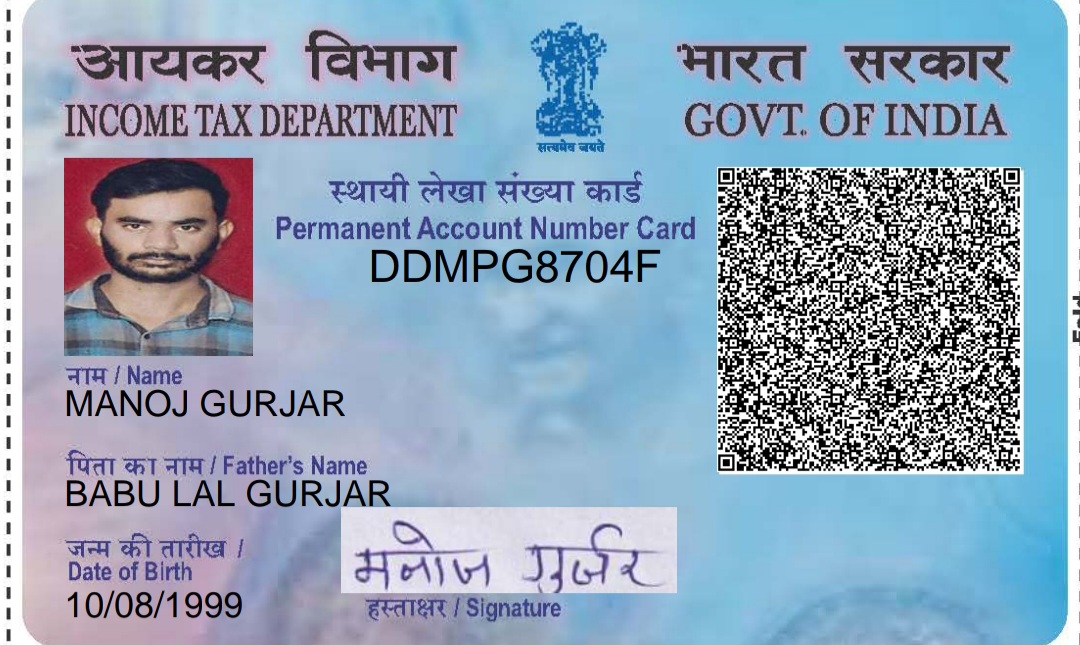 आयकर विभाग
INCOME TAX DEPARTMENT
सत्यमेव जयते
भारत सरकार
GOVT. OF INDIA
स्थायी लेखा संख्या कार्ड
Permanent Account Number Card
DDMPG8704F
नाम / Name
MANOJ GURJAR
पिता का नाम / Father's Name
BABU LAL GURJAR
जन्म की तारीख /
Date of Birth
10/08/1999
मनोज गुर्जर
हस्ताक्षर / Signature